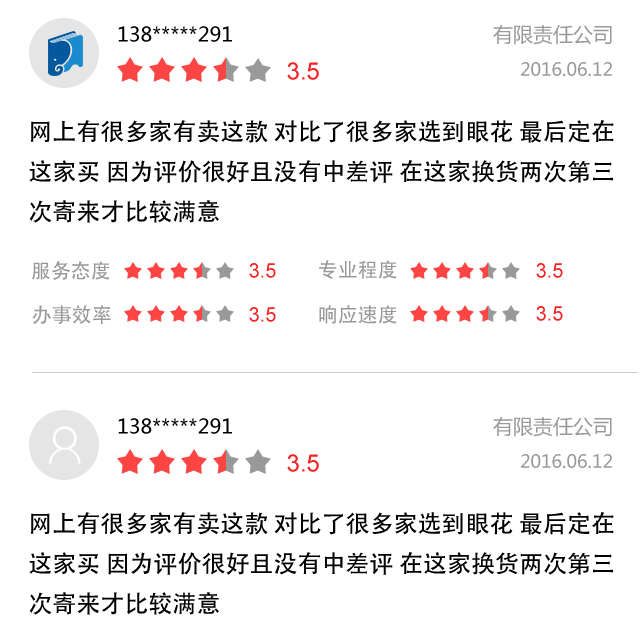 138*****291 有限责任公司
3.5 2016.06.12
网上有很多家有卖这款 对比了很多家选到眼花 最后定在
这家买 因为评价很好且没有中差评 在这家换货两次第三
次寄来才比较满意
服务态度 3.5 专业程度 3.5
办事效率 3.5 响应速度 3.5
138*****291 有限责任公司
3.5 2016.06.12
网上有很多家有卖这款 对比了很多家选到眼花 最后定在
这家买 因为评价很好且没有中差评 在这家换货两次第三
次寄来才比较满意